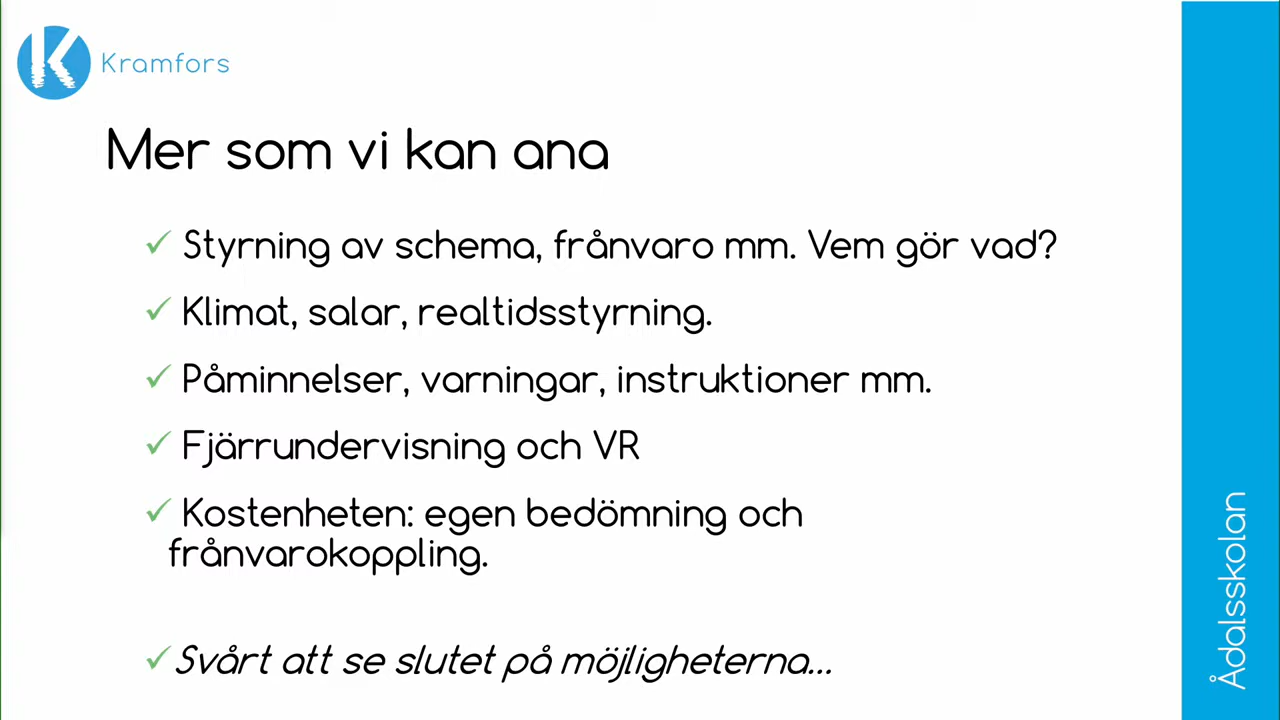 Kramfors
Mer som vi kan ana
✓ Styrning av schema, frånvaro mm. Vem gör vad?
✓ Klimat, salar, realtidsstyrning.
✓ Påminnelser, varningar, instruktioner mm.
✓ Fjärrundervisning och VR
✓ Kostenheten: egen bedömning och
frånvarokoppling.
✓ Svårt att se slutet på möjligheterna...
Ådalsskolan